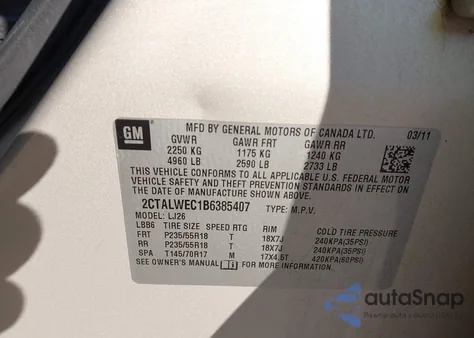 GM
MFD BY GENERAL MOTORS OF CANADA LTD. 03/11
GVWR GAWR FRT GAWR RR
2250 KG 1175 KG 1240 KG
4960 LB 2590 LB 2733 LB
THIS VEHICLE CONFORMS TO ALL APPLICABLE U.S. FEDERAL MOTOR
VEHICLE SAFETY AND THEFT PREVENTION STANDARDS IN EFFECT ON THE
DATE OF MANUFACTURE SHOWN ABOVE.
2CTALWEC1B6385407 TYPE: M.P.V.
MODEL: LJ26
LBB6 TIRE SIZE SPEED RTG RIM COLD TIRE PRESSURE
FRT P235/55R18 T 18X7J 240KPA(35PSI)
RR P235/55R18 T 18X7J 240KPA(35PSI)
SPA T145/70R17 M 17X4.5T 420KPA(60PSI)
SEE OWNER'S MANUAL FOR MORE INFORMATION.
autaSnap